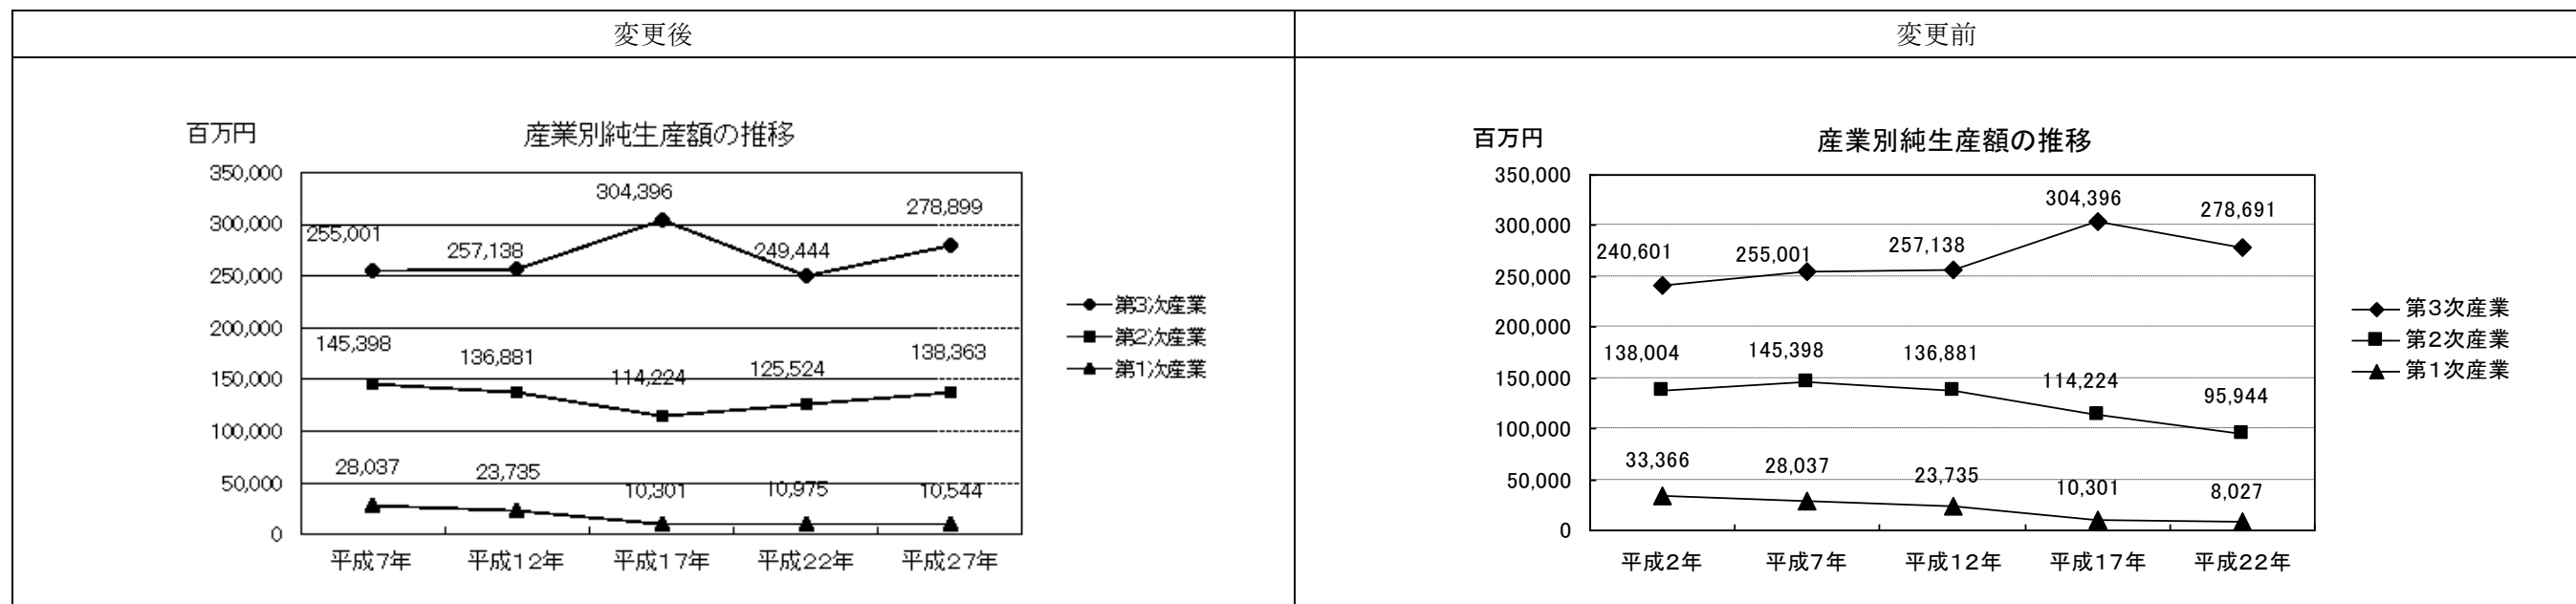 変更後
変更前
百万円
産業別純生産額の推移
350,000
300,000
250,000
200,000
150,000
100,000
50,000
0
255,001
257,138
304,396
249,444
278,899
145,398
136,881
114,224
125,524
138,363
28,037
23,735
10,301
10,975
10,544
平成7年
平成12年
平成17年
平成22年
平成27年
第3次産業
第2次産業
第1次産業
百万円
産業別純生産額の推移
350,000
300,000
250,000
200,000
150,000
100,000
50,000
0
240,601
255,001
257,138
304,396
278,691
138,004
145,398
136,881
114,224
95,944
33,366
28,037
23,735
10,301
8,027
平成2年
平成7年
平成12年
平成17年
平成22年
第3次産業
第2次産業
第1次産業